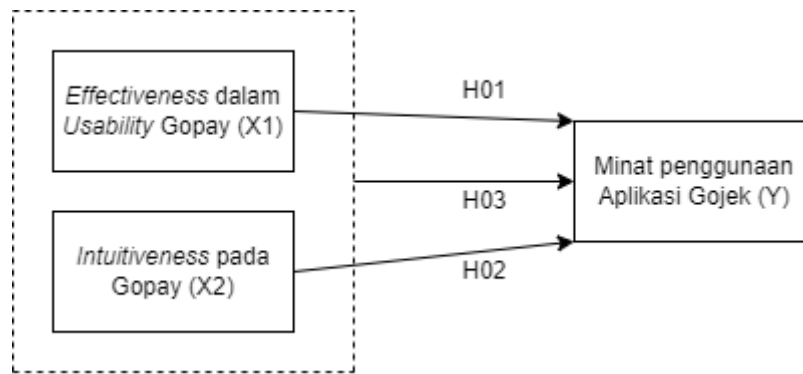 Effectiveness dalam
Usability Gopay (X1)
H01
Minat penggunaan
Aplikasi Gojek (Y)
H03
Intuitiveness pada
Gopay (X2)
H02